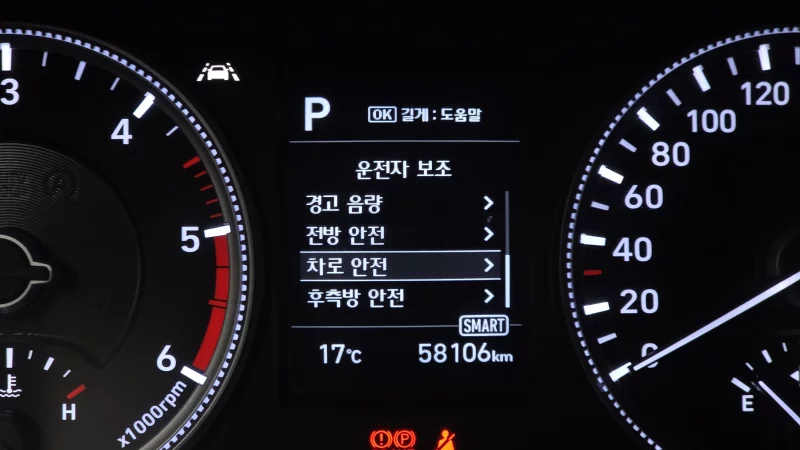 P
OK 길게 : 도움말
운전자 보조
경고 음량
전방 안전
차로 안전
후측방 안전
SMART
17℃ 58106km
3
4
5
6
x1000rpm
H
120
100
80
60
40
20
0
E
P